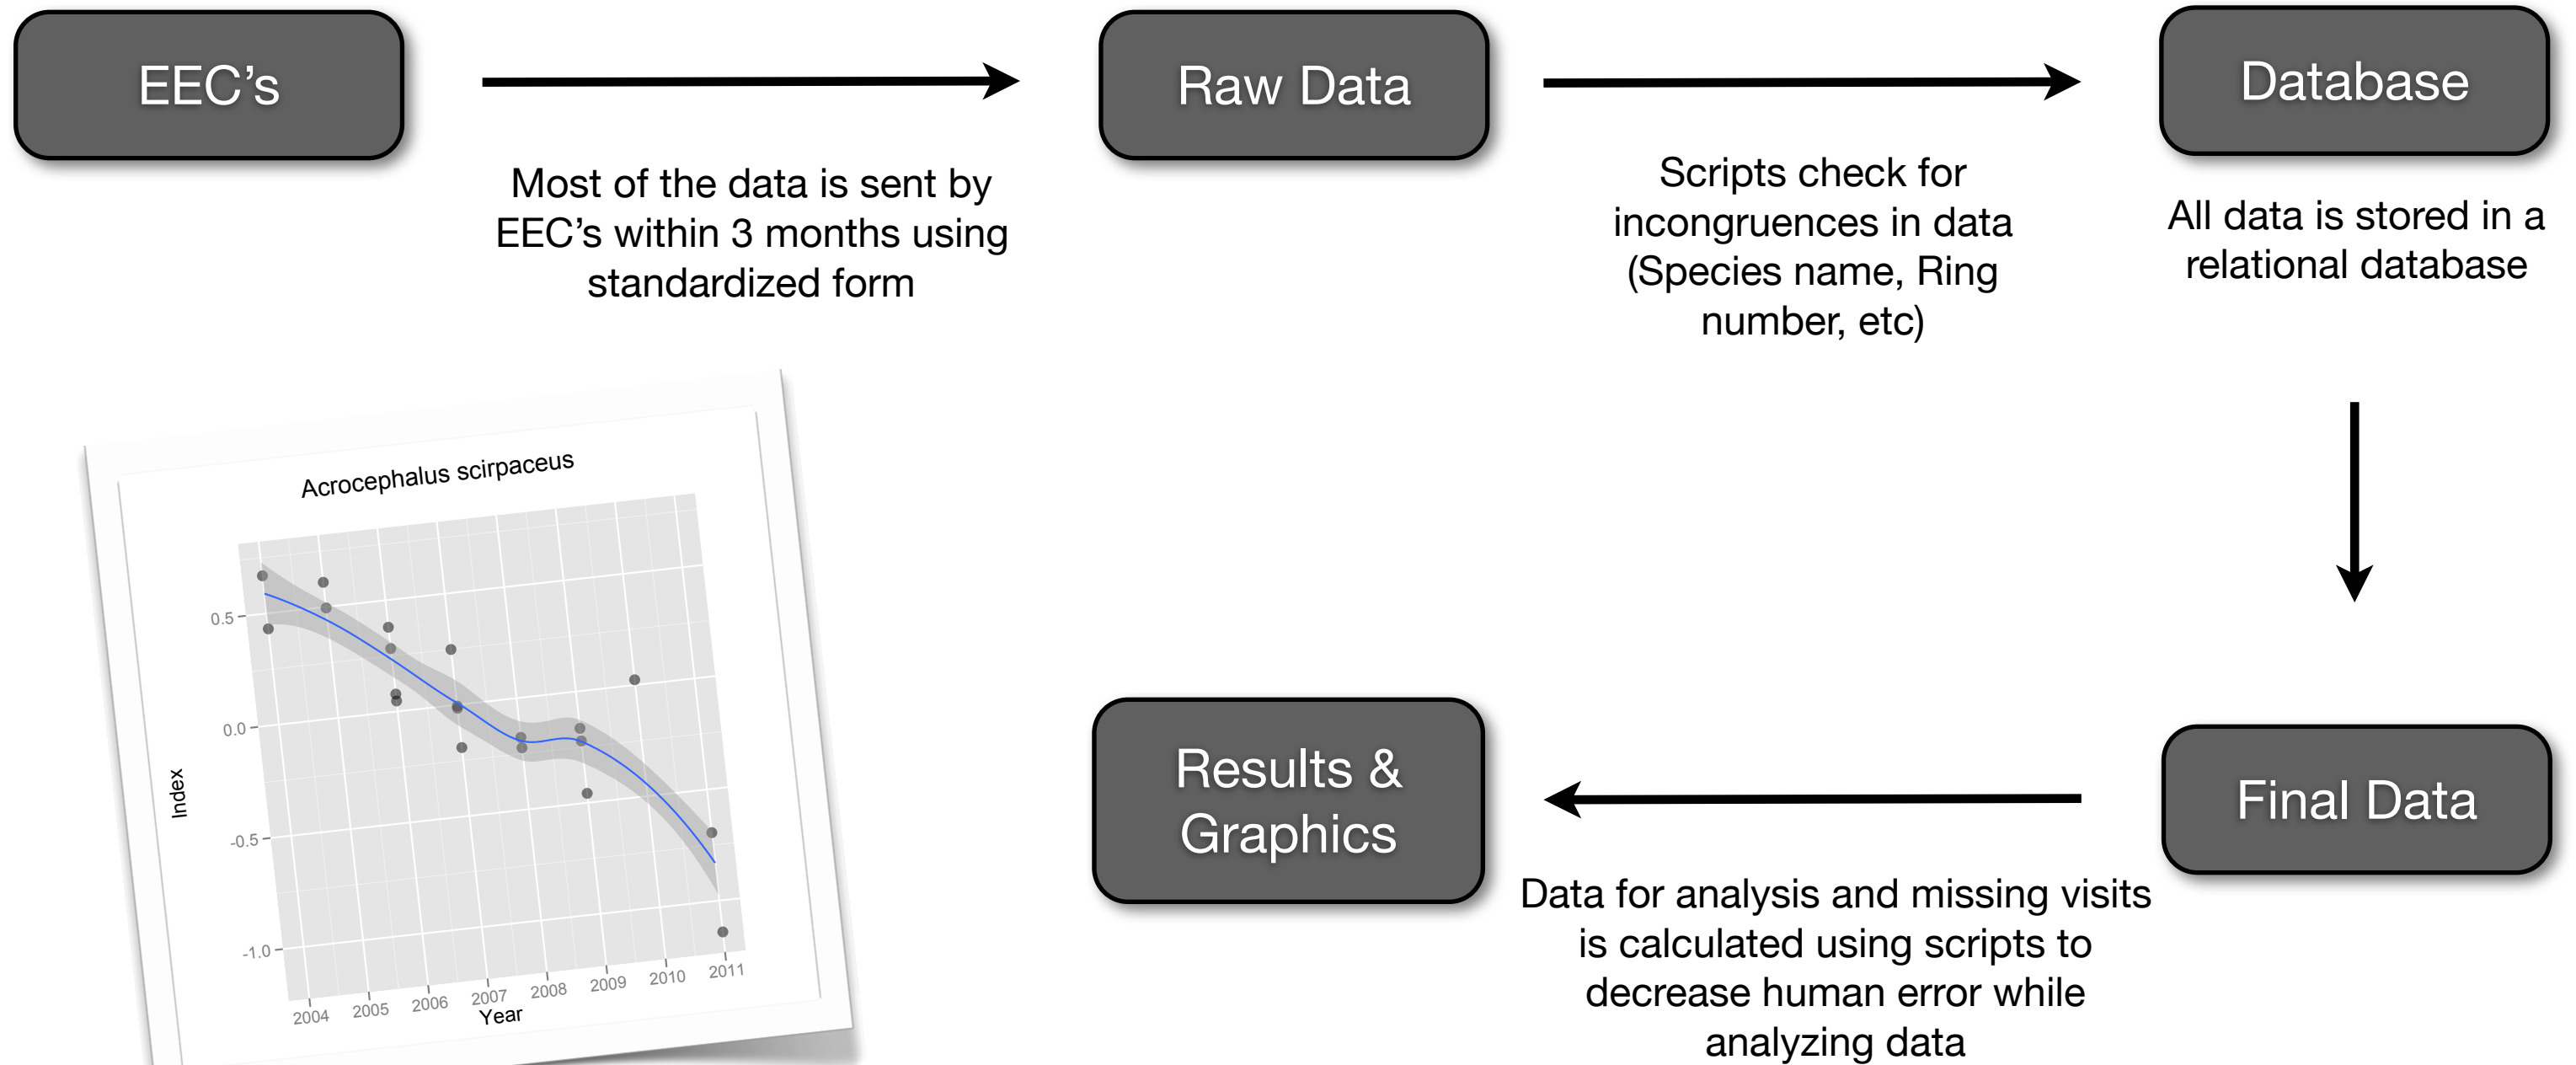 EEC's
Raw Data
Database
Most of the data is sent by
EEC's within 3 months using
standardized form
Scripts check for
incongruences in data
(Species name, Ring
number, etc)
All data is stored in a
relational database
Acrocephalus scirpaceus
0.5
0.0
-0.5
-1.0
Index
2004 2005 2006 2007 2008 2009 2010 2011
Year
Results &
Graphics
Final Data
Data for analysis and missing visits
is calculated using scripts to
decrease human error while
analyzing data